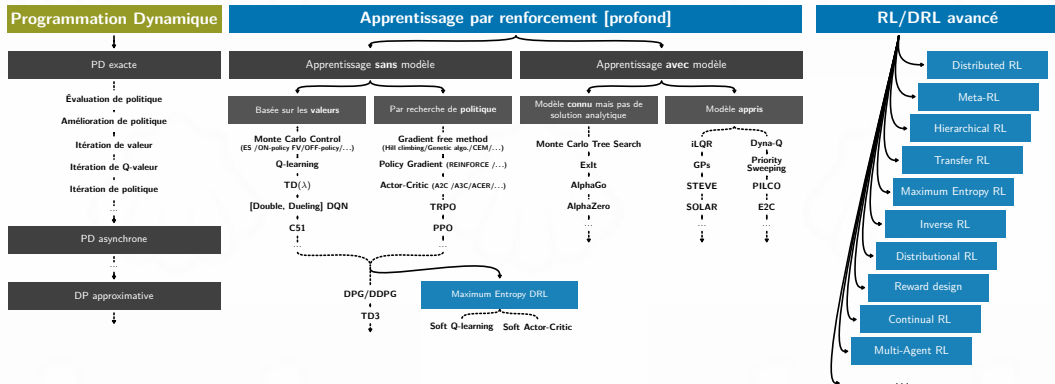 Programmation Dynamique
PD exacte
Évaluation de politique
Amélioration de politique
Itération de valeur
Itération de Q-valeur
Itération de politique
...
PD asynchrone
...
DP approximative
Apprentissage par renforcement [profond]
Apprentissage sans modèle
Basée sur les valeurs
Monte Carlo Control
(ES /ON-policy FV/OFF-policy/...)
Q-learning
TD(λ)
[Double, Dueling] DQN
C51
...
Par recherche de politique
Gradient free method
(Hill climbing/Genetic algo./CEM/...)
Policy Gradient (REINFORCE /...)
Actor-Critic (A2C /A3C/ACER/...)
TRPO
PPO
...
DPG/DDPG
TD3
Maximum Entropy DRL
Soft Q-learning
Soft Actor-Critic
Apprentissage avec modèle
Modèle connu mais pas de
solution analytique
Monte Carlo Tree Search
ExIt
AlphaGo
AlphaZero
...
Modèle appris
iLQR
GPs
STEVE
SOLAR
...
Dyna-Q
Priority
Sweeping
PILCO
E2C
...
RL/DRL avancé
Distributed RL
Meta-RL
Hierarchical RL
Transfer RL
Maximum Entropy RL
Inverse RL
Distributional RL
Reward design
Continual RL
Multi-Agent RL
...